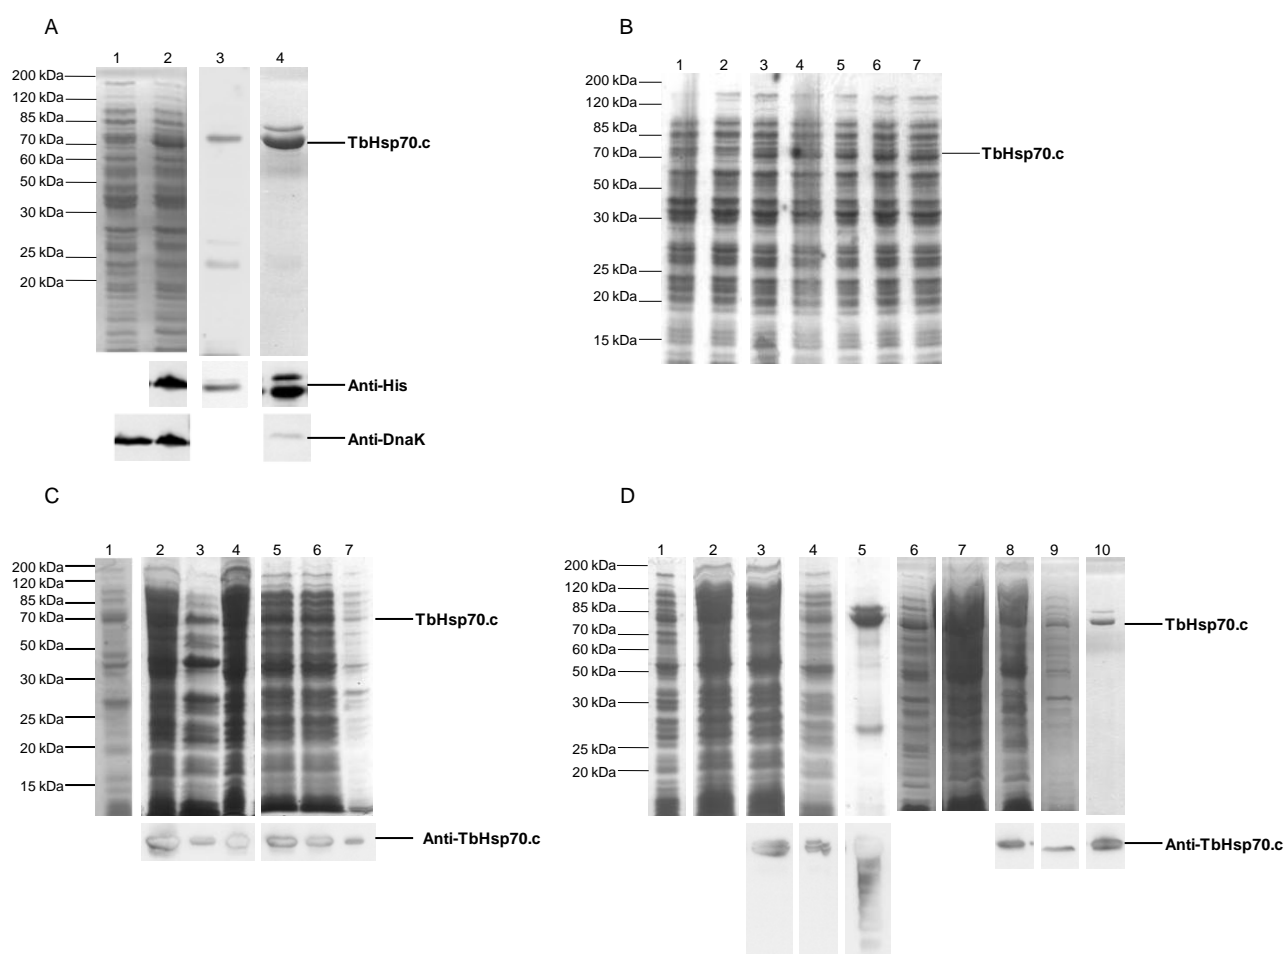 A
1 2 3 4
200 kDa
120 kDa
85 kDa
70 kDa
60 kDa
50 kDa
30 kDa
25 kDa
20 kDa
TbHsp70.c
Anti-His
Anti-DnaK
B
1 2 3 4 5 6 7
200 kDa
120 kDa
85 kDa
70 kDa
50 kDa
30 kDa
25 kDa
20 kDa
15 kDa
TbHsp70.c
C
1 2 3 4 5 6 7
200 kDa
120 kDa
85 kDa
70 kDa
50 kDa
30 kDa
25 kDa
20 kDa
15 kDa
TbHsp70.c
Anti-TbHsp70.c
D
1 2 3 4 5 6 7 8 9 10
200 kDa
120 kDa
85 kDa
70 kDa
60 kDa
50 kDa
30 kDa
25 kDa
20 kDa
TbHsp70.c
Anti-TbHsp70.c